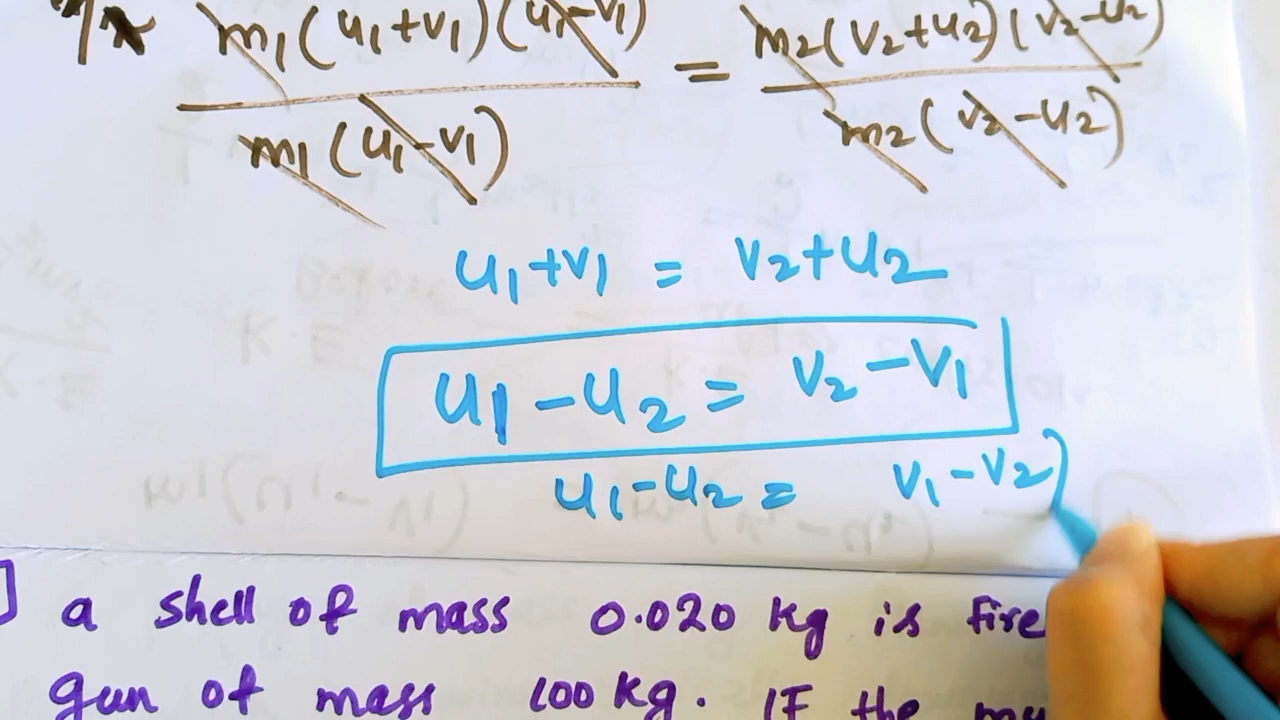 m1(u1+v1)(u1-v1) = m2(v2+u2)(v2-u2)
m1(u1-v1) m2(v2-u2)
u1+v1 = v2+u2
u1-u2 = v2-v1
u1-u2 = v1-v2)
] a shell of mass 0.020 kg is fire
gun of mass 100 kg. IF the mu